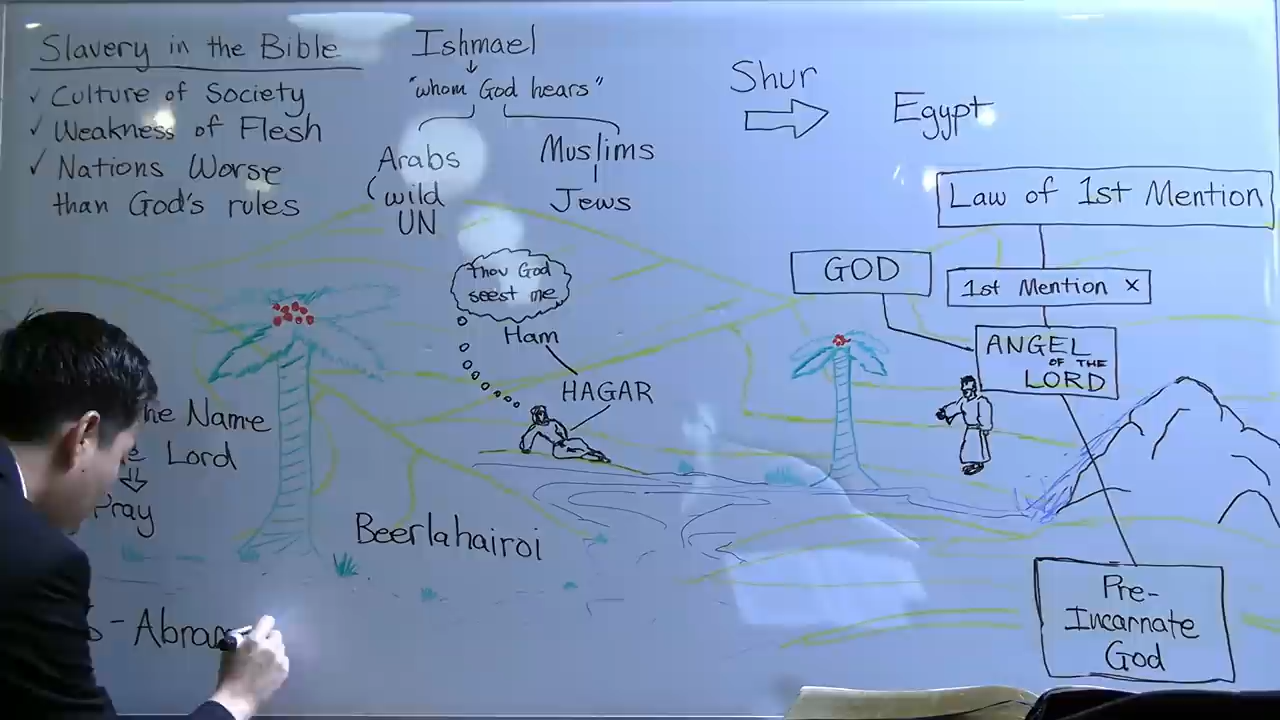 Slavery in the Bible
✓ Culture of Society
✓ Weakness of Flesh
✓ Nations Worse
than God's rules
Ishmael
"whom God hears"
Arabs
wild
UN
Muslims
Jews
Shur
Egypt
Law of 1st Mention
1st Mention x
GOD
ANGEL
OF THE
LORD
Pre-
Incarnate
God
Thou God
seest me
Ham
HAGAR
Name
Lord
Pray
Beerlahairoi